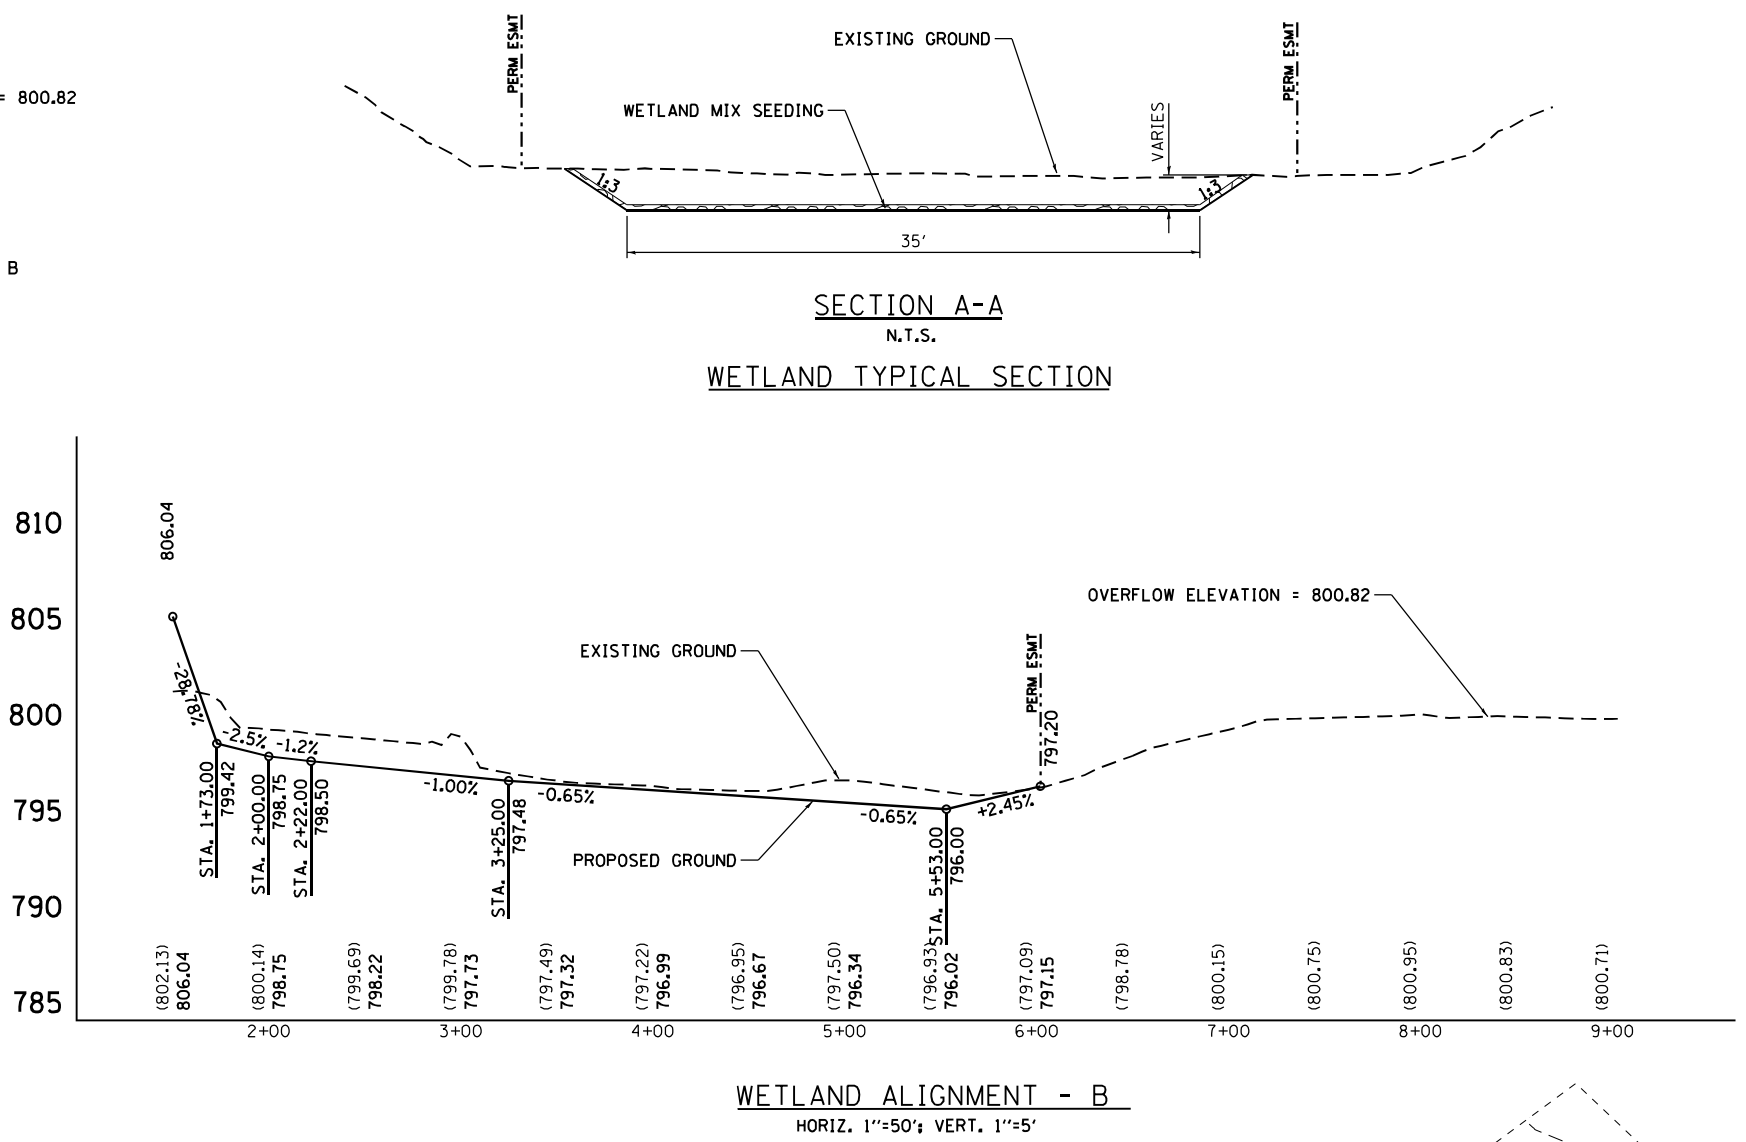 = 800.82
B
PERM ESMT
EXISTING GROUND
PERM ESMT
WETLAND MIX SEEDING
VARIES
1:3
1:3
35'
SECTION A-A
N.T.S.
WETLAND TYPICAL SECTION
810
805
800
795
790
785
806.04
OVERFLOW ELEVATION = 800.82
EXISTING GROUND
PERM ESMT
797.20
-28.78%
-2.5%
-1.2%
-1.00%
-0.65%
-0.65%
+2.45%
STA. 1+73.00
799.42
STA. 2+00.00
798.75
STA. 2+22.00
798.50
STA. 3+25.00
797.48
PROPOSED GROUND
STA. 5+53.00
796.00
(802.13)
806.04
(800.14)
798.75
(799.69)
798.22
(799.78)
797.73
(797.49)
797.32
(797.22)
796.99
(796.95)
796.67
(797.50)
796.34
(796.93)
796.02
(797.09)
797.15
(798.78)
(800.15)
(800.75)
(800.95)
(800.83)
(800.71)
2+00 3+00 4+00 5+00 6+00 7+00 8+00 9+00
WETLAND ALIGNMENT - B
HORIZ. 1''=50'; VERT. 1''=5'